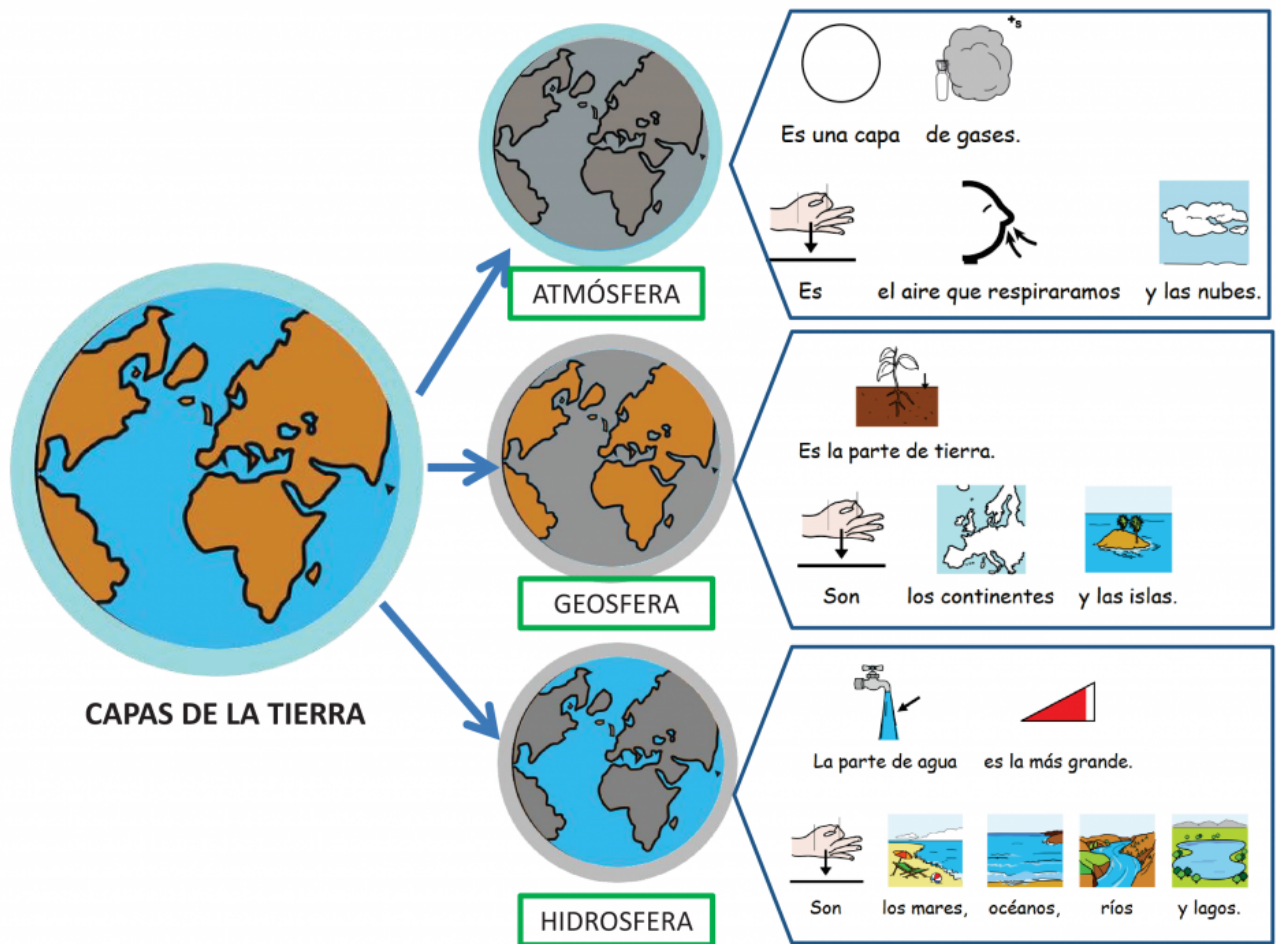 CAPAS DE LA TIERRA
ATMÓSFERA
+s
Es una capa de gases.
Es el aire que respiraramos y las nubes.
GEOSFERA
Es la parte de tierra.
Son los continentes y las islas.
HIDROSFERA
La parte de agua es la más grande.
Son los mares, océanos, ríos y lagos.